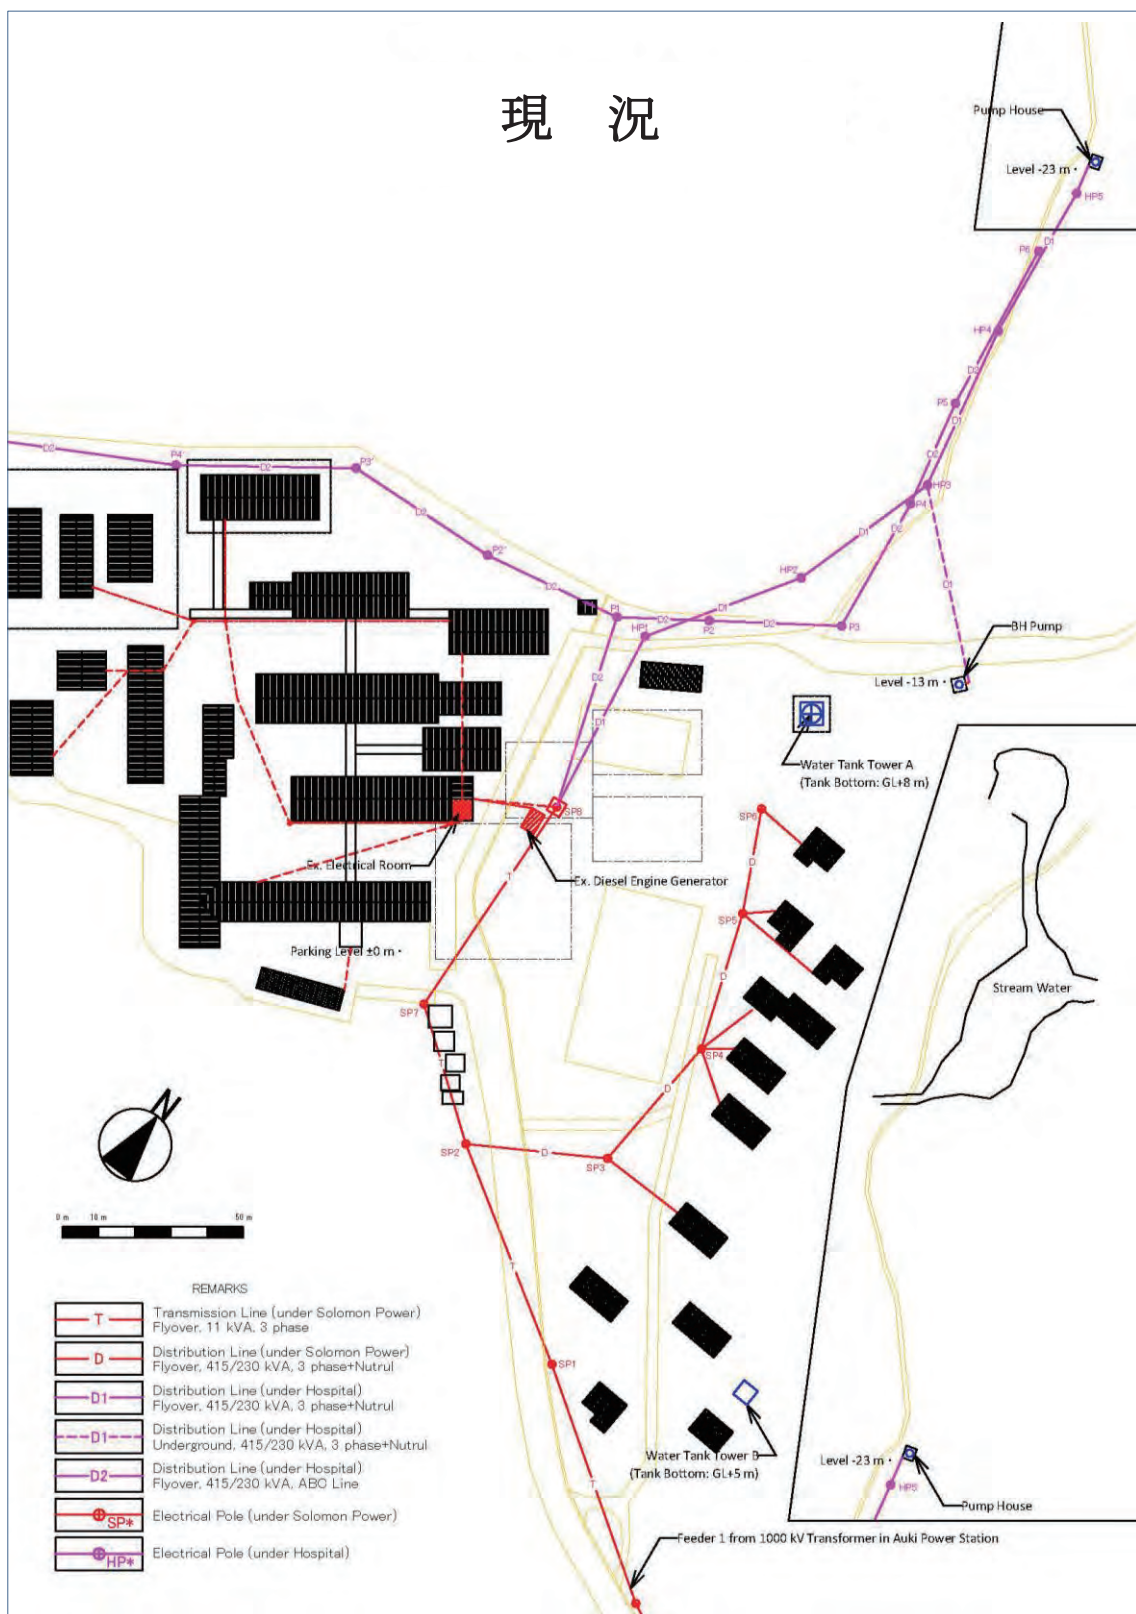 現 況
Pump House
Level -23 m
HP5
D1
P6
HP4
D2
P5
D1
D2
HP3
P4
D2
P4'
D2
P3'
D2
P2'
D2
D1
HP2
D1
D2
D1
P1
D2
P2
D2
P3
HP1
BH Pump
Level -13 m
D2
D1
Water Tank Tower A
(Tank Bottom: GL+8 m)
SP8
SP6
Ex. Electrical Room
T
Ex. Diesel Engine Generator
D
SP5
Parking Level ±0 m
D
Stream Water
SP7
T
SP4
D
N
SP2
D
SP3
0 m
10 m
50 m
T
REMARKS
T
Transmission Line (under Solomon Power)
Flyover, 11 kVA, 3 phase
D
Distribution Line (under Solomon Power)
Flyover, 415/230 kVA, 3 phase+Nutrul
SP1
D1
Distribution Line (under Hospital)
Flyover, 415/230 kVA, 3 phase+Nutrul
D1
Distribution Line (under Hospital)
Underground, 415/230 kVA, 3 phase+Nutrul
Water Tank Tower B
(Tank Bottom: GL+5 m)
Level -23 m
D2
Distribution Line (under Hospital)
Flyover, 415/230 kVA, ABC Line
T
HP5
Pump House
SP*
Electrical Pole (under Solomon Power)
Feeder 1 from 1000 kV Transformer in Auki Power Station
HP*
Electrical Pole (under Hospital)